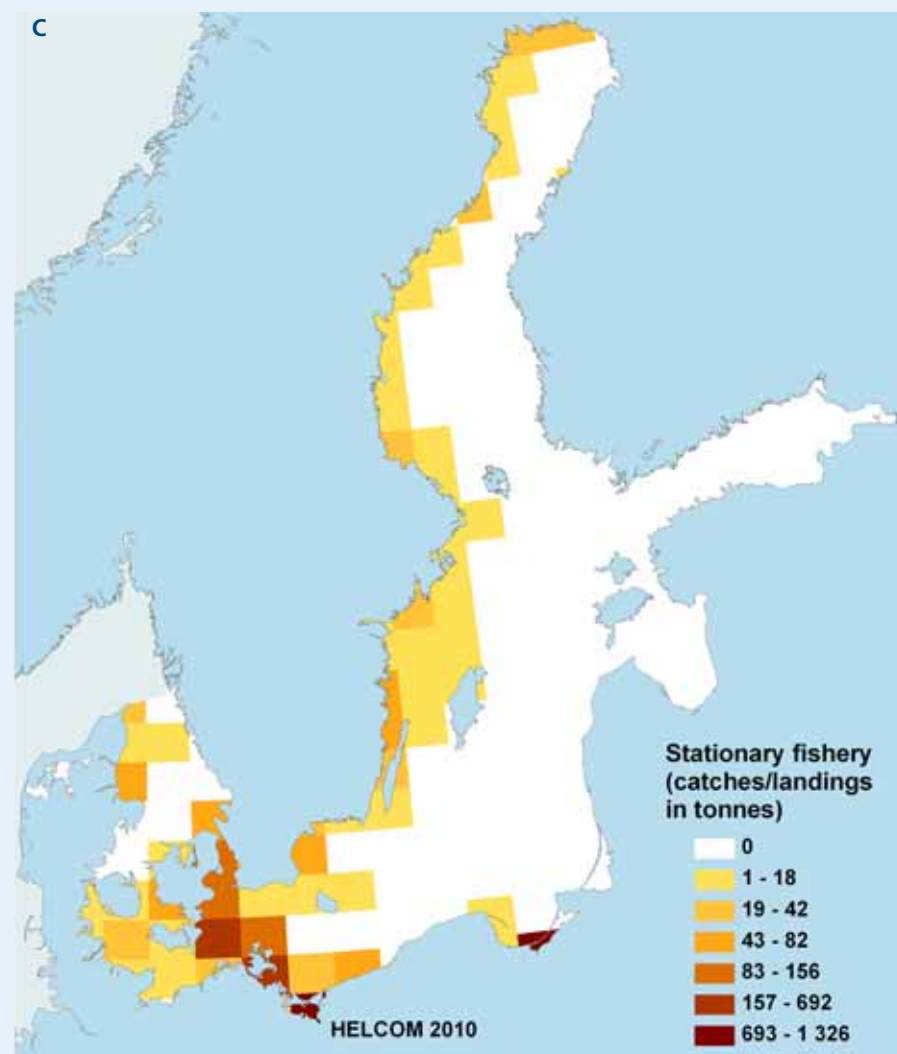 C
Stationary fishery
(catches/landings
in tonnes)
0
1 - 18
19 - 42
43 - 82
83 - 156
157 - 692
693 - 1 326
HELCOM 2010